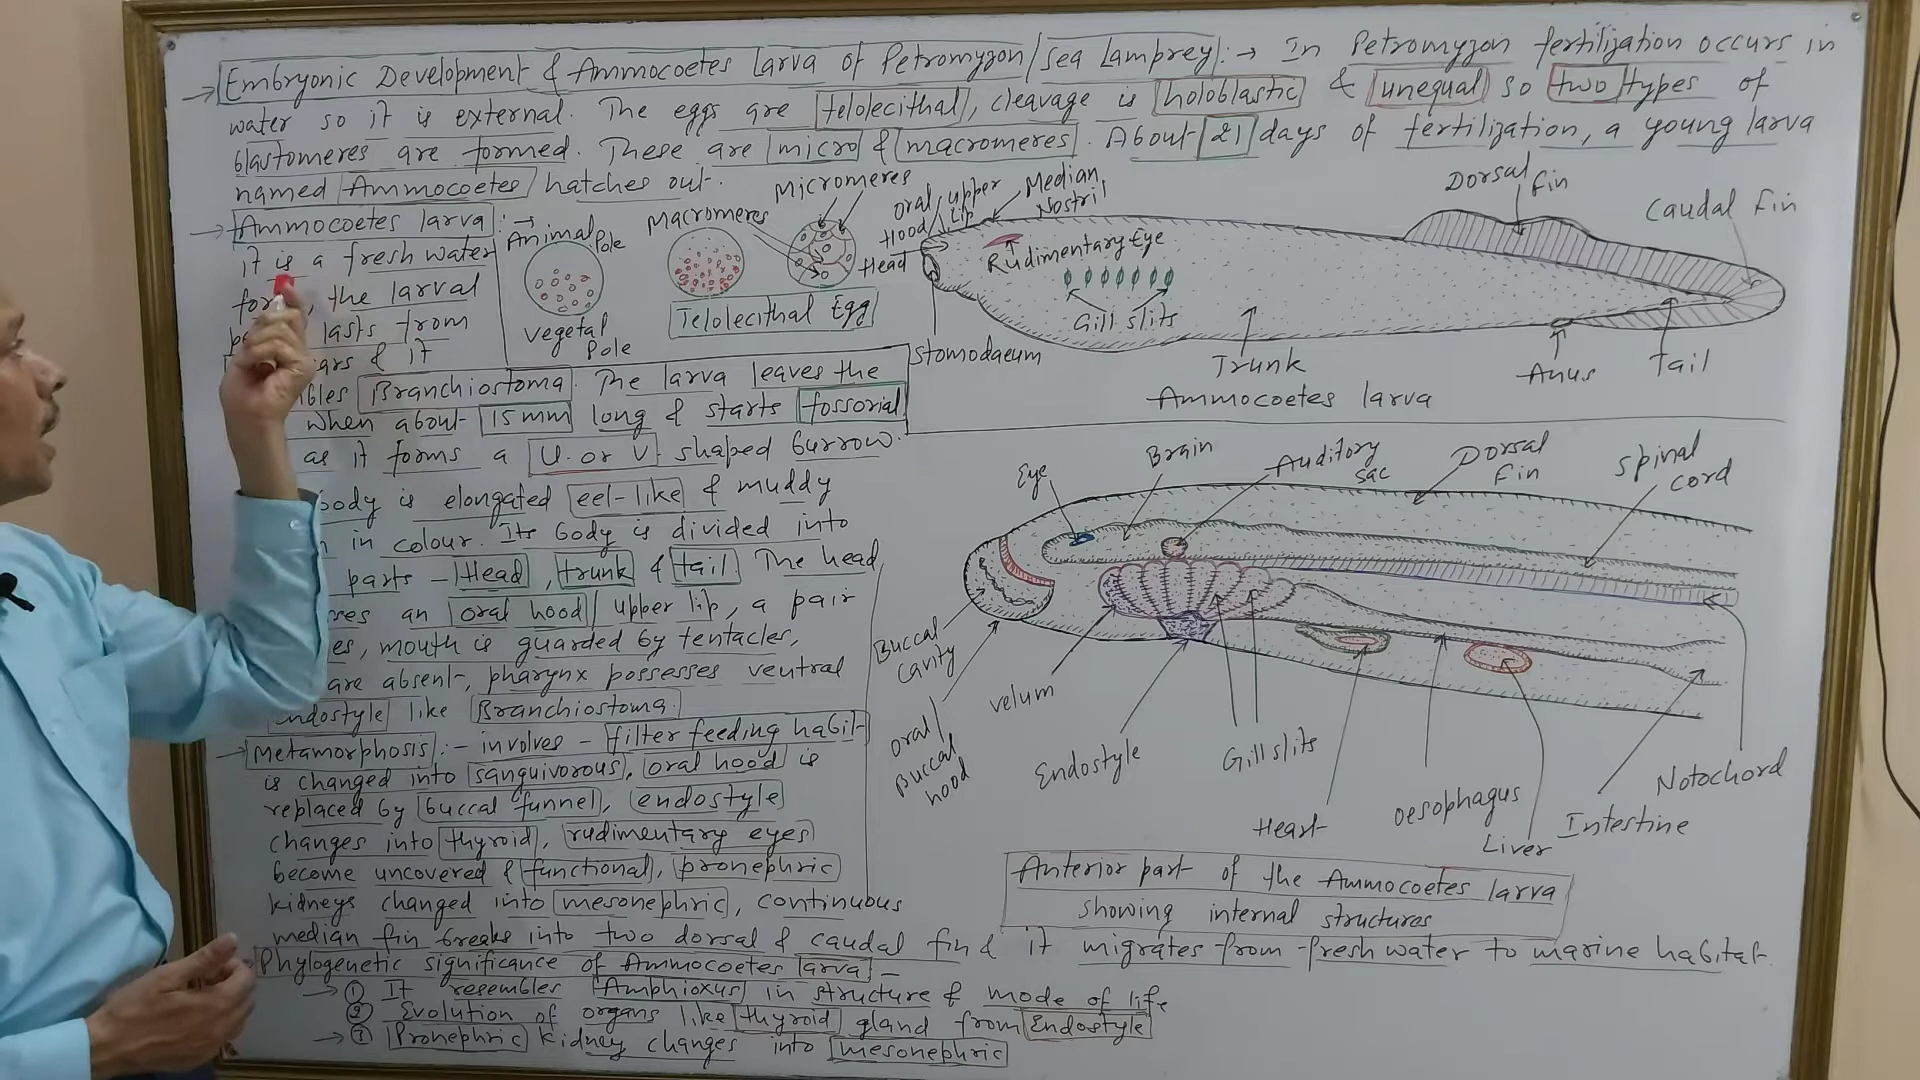 → Embryonic Development & Ammocoetes Larva of Petromyzon/Sea Lamprey :→ In Petromyzon fertilization occurs in
water so it is external. The eggs are telolecithal, cleavage is holoblastic & unequal so two types of
blastomeres are formed. These are micro & macromeres. About 21 days of fertilization, a young larva
named Ammocoetes hatches out.
→ Ammocoetes larva :→
it is a fresh water
the larval
lasts from
& it
Branchiostoma. The larva leaves the
when about 15 mm long & starts fossorial
as it forms a U. or V. shaped burrow.
body is elongated eel-like & muddy
in colour. Its body is divided into
parts - Head, trunk & tail The head
an oral hood upper lip, a pair
mouth is guarded by tentacles,
are absent, pharynx possesses ventral
endostyle like Branchiostoma.
→ Metamorphosis :- involves - filter feeding habit
is changed into sanguivorous, oral hood is
replaced by buccal funnel, endostyle
changes into thyroid, rudimentary eyes
become uncovered & functional, pronephric
kidneys changed into mesonephric, continuous
median fin breaks into two dorsal & caudal fin & it migrates from fresh water to marine habitat.
Phylogenetic significance of Ammocoetes larva -
→ ① It resembles Amphioxus in structure & mode of life
② Evolution of organs like thyroid gland from Endostyle
→ ③ Pronephric kidney changes into mesonephric
Animal Pole
Vegetal Pole
Macromeres
Micromeres
Telolecithal Egg
Oral Hood
upper Lip
Median Nostril
Head
Rudimentary Eye
Gill slits
Stomodaeum
Trunk
Dorsal fin
Caudal Fin
Anus
Tail
Ammocoetes larva
Eye
Brain
Auditory sac
Dorsal Fin
Spinal cord
Buccal cavity
Oral Buccal hood
velum
Endostyle
Gill slits
Heart
Oesophagus
Liver
Intestine
Notochord
Anterior part of the Ammocoetes larva
showing internal structures